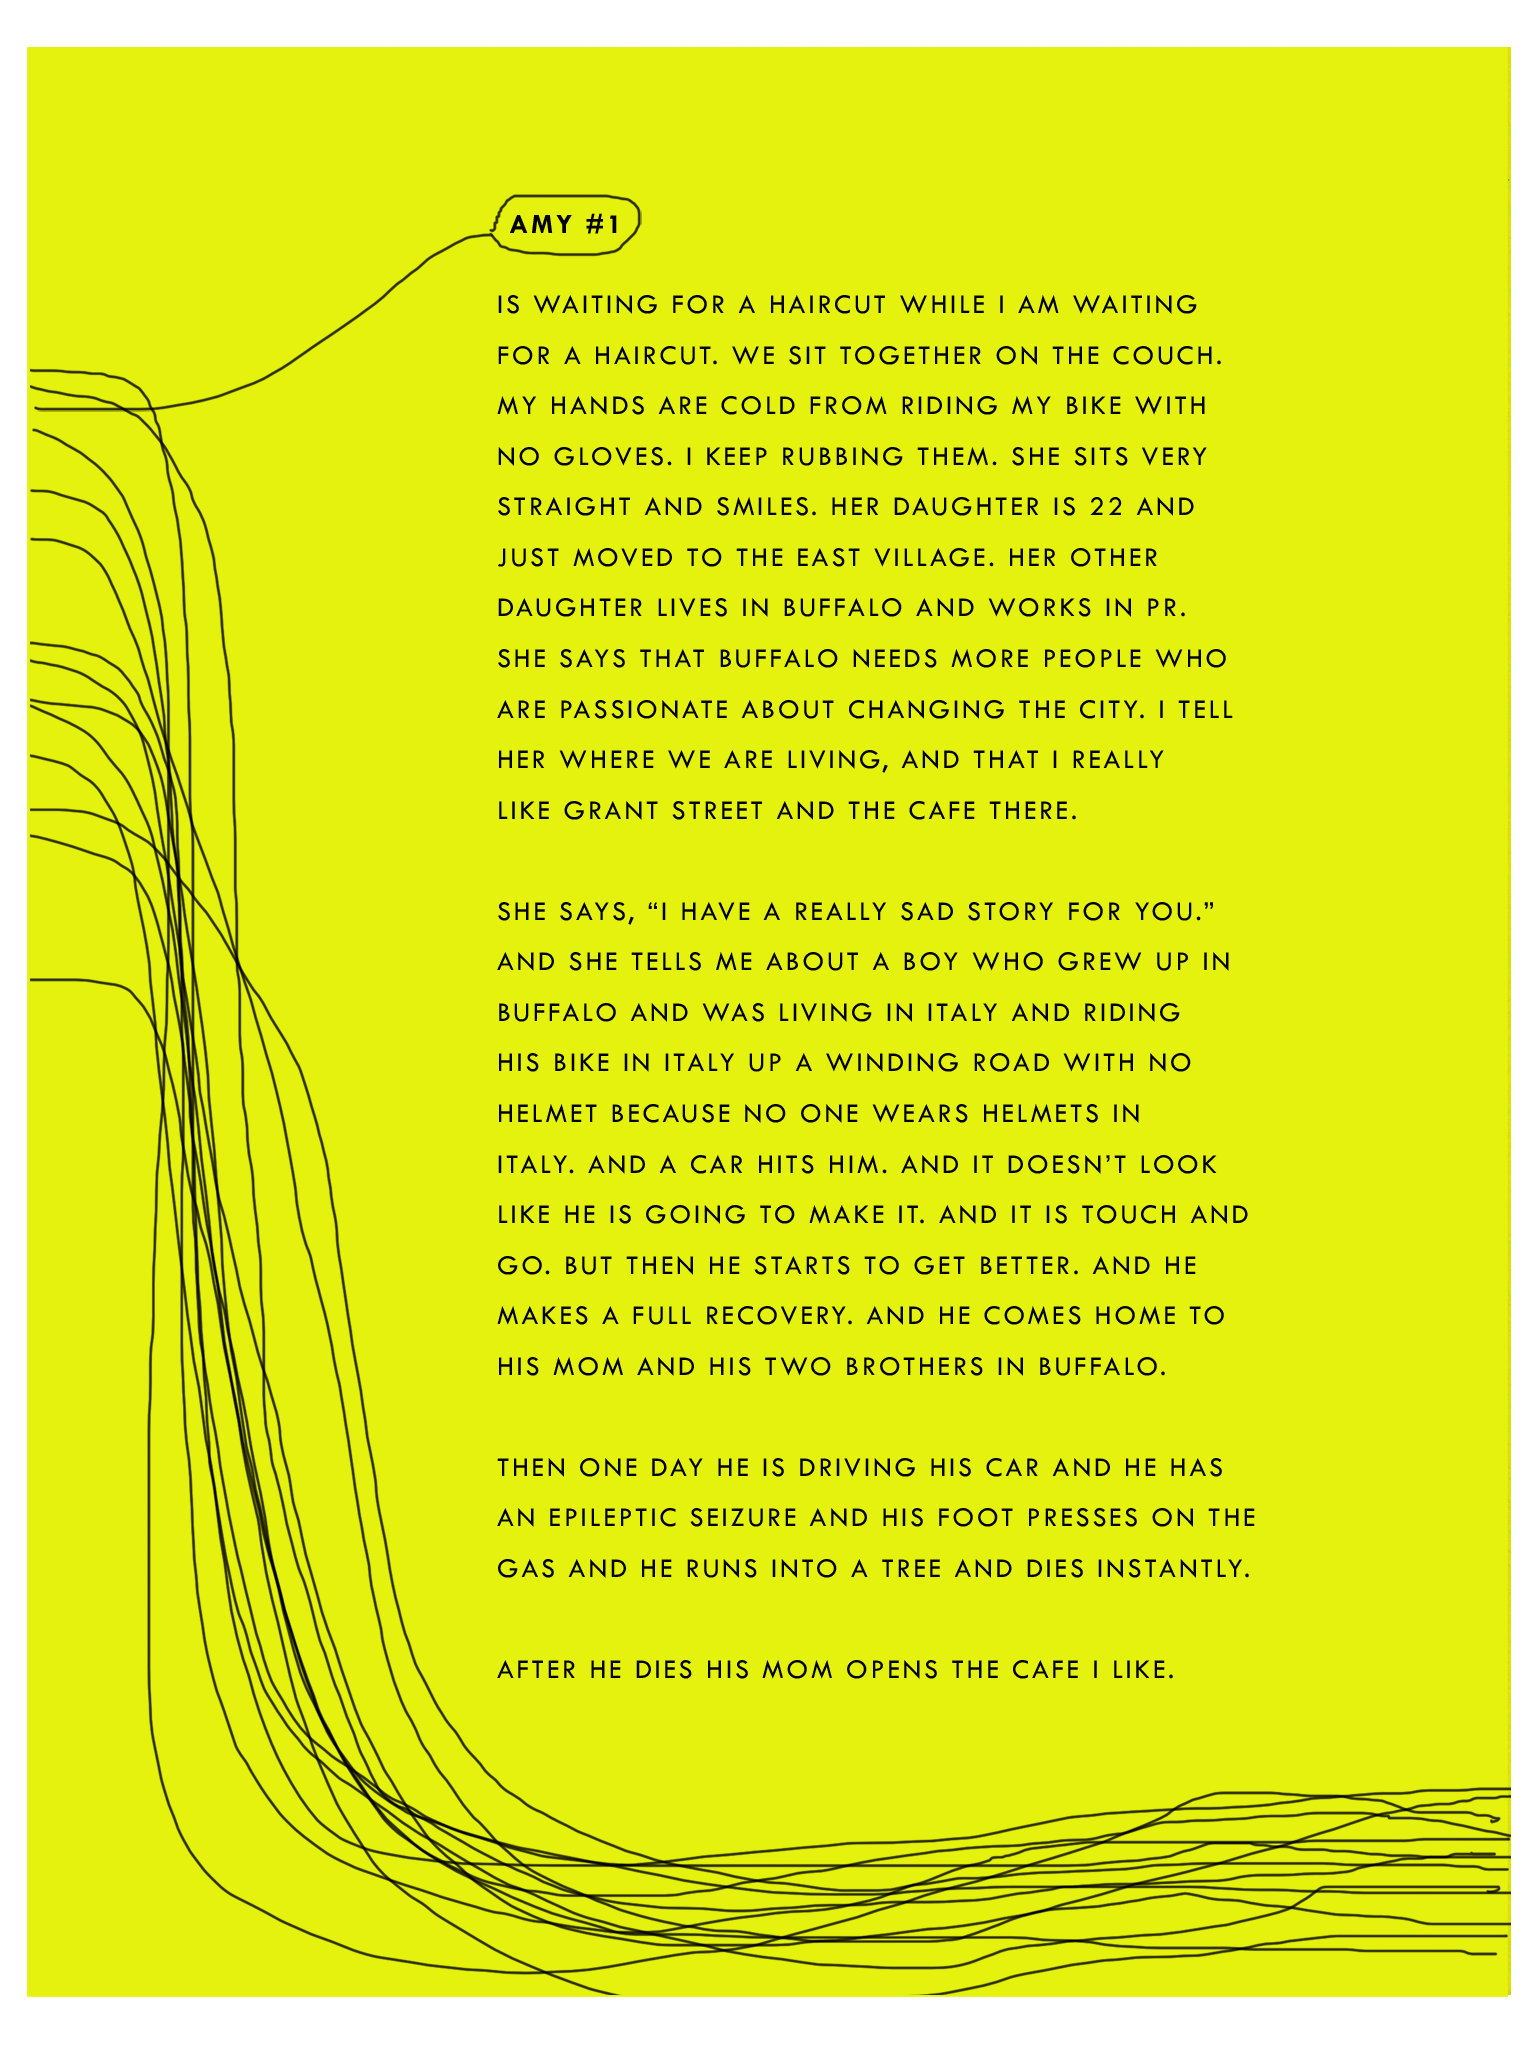 AMY #1
IS WAITING FOR A HAIRCUT WHILE I AM WAITING
FOR A HAIRCUT. WE SIT TOGETHER ON THE COUCH.
MY HANDS ARE COLD FROM RIDING MY BIKE WITH
NO GLOVES. I KEEP RUBBING THEM. SHE SITS VERY
STRAIGHT AND SMILES. HER DAUGHTER IS 22 AND
JUST MOVED TO THE EAST VILLAGE. HER OTHER
DAUGHTER LIVES IN BUFFALO AND WORKS IN PR.
SHE SAYS THAT BUFFALO NEEDS MORE PEOPLE WHO
ARE PASSIONATE ABOUT CHANGING THE CITY. I TELL
HER WHERE WE ARE LIVING, AND THAT I REALLY
LIKE GRANT STREET AND THE CAFE THERE.
SHE SAYS, “I HAVE A REALLY SAD STORY FOR YOU.”
AND SHE TELLS ME ABOUT A BOY WHO GREW UP IN
BUFFALO AND WAS LIVING IN ITALY AND RIDING
HIS BIKE IN ITALY UP A WINDING ROAD WITH NO
HELMET BECAUSE NO ONE WEARS HELMETS IN
ITALY. AND A CAR HITS HIM. AND IT DOESN’T LOOK
LIKE HE IS GOING TO MAKE IT. AND IT IS TOUCH AND
GO. BUT THEN HE STARTS TO GET BETTER. AND HE
MAKES A FULL RECOVERY. AND HE COMES HOME TO
HIS MOM AND HIS TWO BROTHERS IN BUFFALO.
THEN ONE DAY HE IS DRIVING HIS CAR AND HE HAS
AN EPILEPTIC SEIZURE AND HIS FOOT PRESSES ON THE
GAS AND HE RUNS INTO A TREE AND DIES INSTANTLY.
AFTER HE DIES HIS MOM OPENS THE CAFE I LIKE.